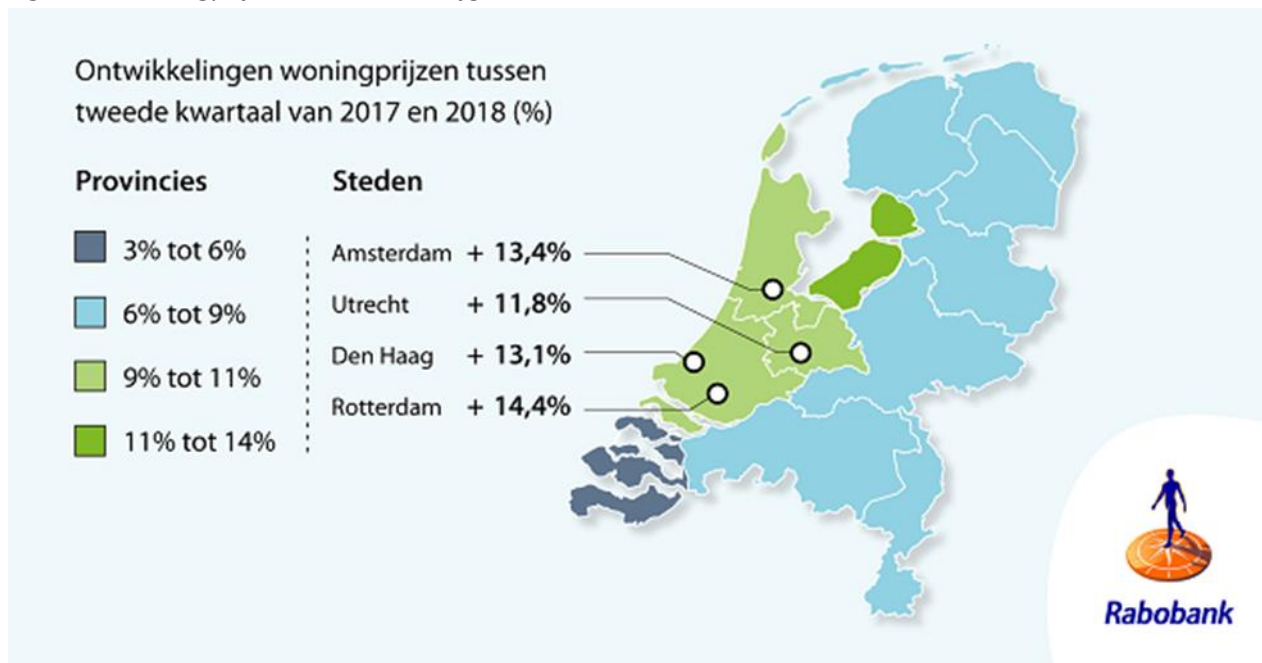 Ontwikkelingen woningprijzen tussen
tweede kwartaal van 2017 en 2018 (%)
Provincies
3% tot 6%
6% tot 9%
9% tot 11%
11% tot 14%
Steden
Amsterdam + 13,4%
Utrecht + 11,8%
Den Haag + 13,1%
Rotterdam + 14,4%
Rabobank